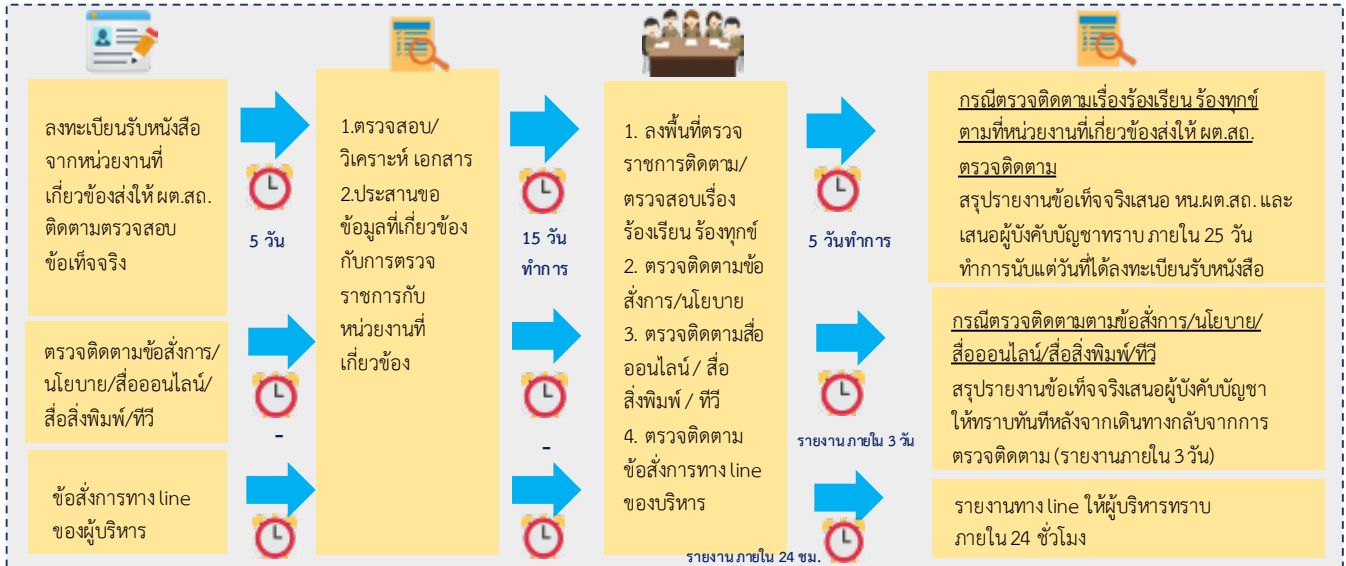 ลงทะเบียนรับหนังสือ
จากหน่วยงานที่
เกี่ยวข้องส่งให้ ผต.สถ.
ติดตามตรวจสอบ
ข้อเท็จจริง
5 วัน
1.ตรวจสอบ/
วิเคราะห์ เอกสาร
2.ประสานขอ
ข้อมูลที่เกี่ยวข้อง
กับการตรวจ
ราชการกับ
หน่วยงานที่
เกี่ยวข้อง
15 วัน
ทำการ
1. ลงพื้นที่ตรวจ
ราชการติดตาม/
ตรวจสอบเรื่อง
ร้องเรียน ร้องทุกข์
2. ตรวจติดตามข้อ
สั่งการ/นโยบาย
3. ตรวจติดตามสื่อ
ออนไลน์ / สื่อ
สิ่งพิมพ์ / ทีวี
4. ตรวจติดตาม
ข้อสั่งการทาง line
ของบริหาร
5 วันทำการ
กรณีตรวจติดตามเรื่องร้องเรียน ร้องทุกข์
ตามที่หน่วยงานที่เกี่ยวข้องส่งให้ ผต.สถ.
ตรวจติดตาม
สรุปรายงานข้อเท็จจริงเสนอ หน.ผต.สถ. และ
เสนอผู้บังคับบัญชาทราบ ภายใน 25 วัน
ทำการนับแต่วันที่ได้ลงทะเบียนรับหนังสือ
ตรวจติดตามข้อสั่งการ/
นโยบาย/สื่อออนไลน์/
สื่อสิ่งพิมพ์/ทีวี
-
-
รายงาน ภายใน 3 วัน
กรณีตรวจติดตามตามข้อสั่งการ/นโยบาย/
สื่อออนไลน์/สื่อสิ่งพิมพ์/ทีวี
สรุปรายงานข้อเท็จจริงเสนอผู้บังคับบัญชา
ให้ทราบทันทีหลังจากเดินทางกลับจากการ
ตรวจติดตาม (รายงานภายใน 3 วัน)
ข้อสั่งการทาง line
ของผู้บริหาร
รายงาน ภายใน 24 ชม.
รายงานทาง line ให้ผู้บริหารทราบ
ภายใน 24 ชั่วโมง